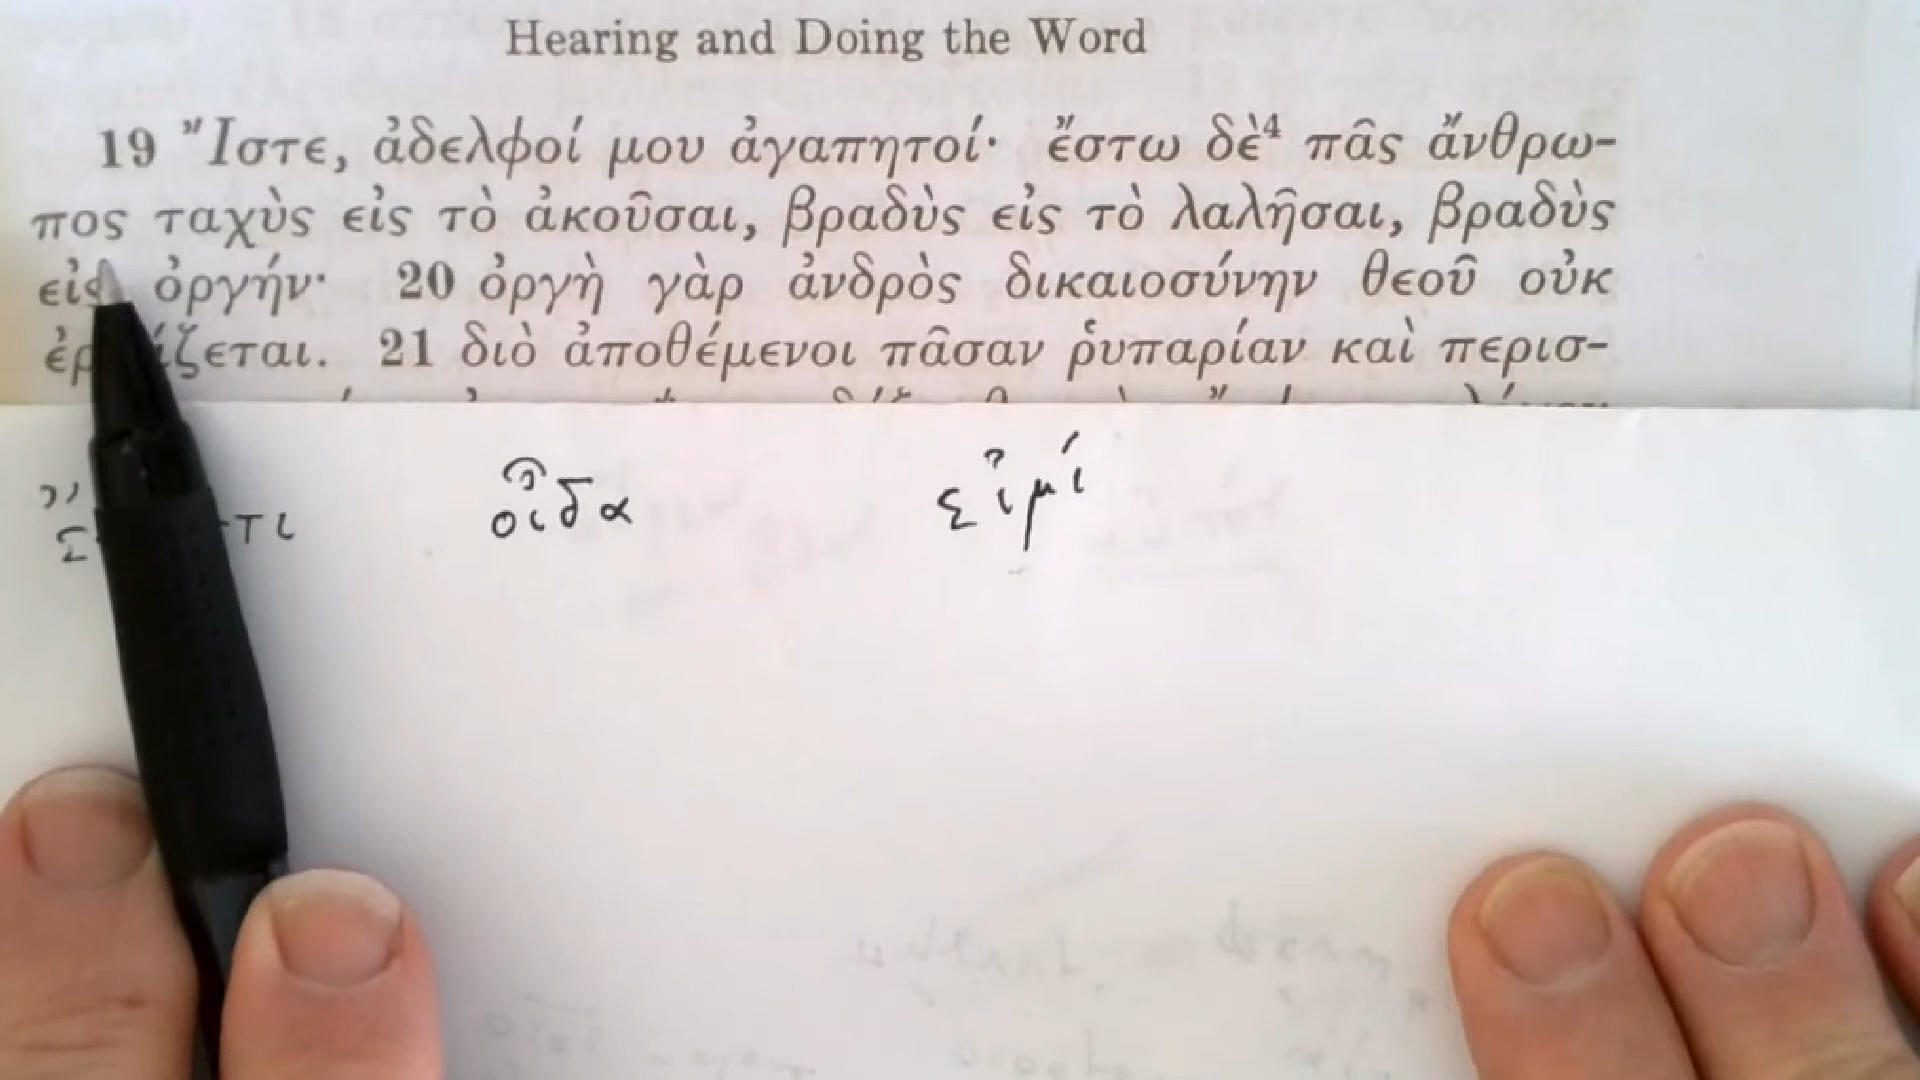 Hearing and Doing the Word
19 Ἴστε, ἀδελφοί μου ἀγαπητοί· ἔστω δὲ⁴ πᾶς ἄνθρω-
πος ταχὺς εἰς τὸ ἀκοῦσαι, βραδὺς εἰς τὸ λαλῆσαι, βραδὺς
εἰς ὀργήν· 20 ὀργὴ γὰρ ἀνδρὸς δικαιοσύνην θεοῦ οὐκ
21 διὸ ἀποθέμενοι πᾶσαν ῥυπαρίαν καὶ περισ-
οἶδα εἰμί